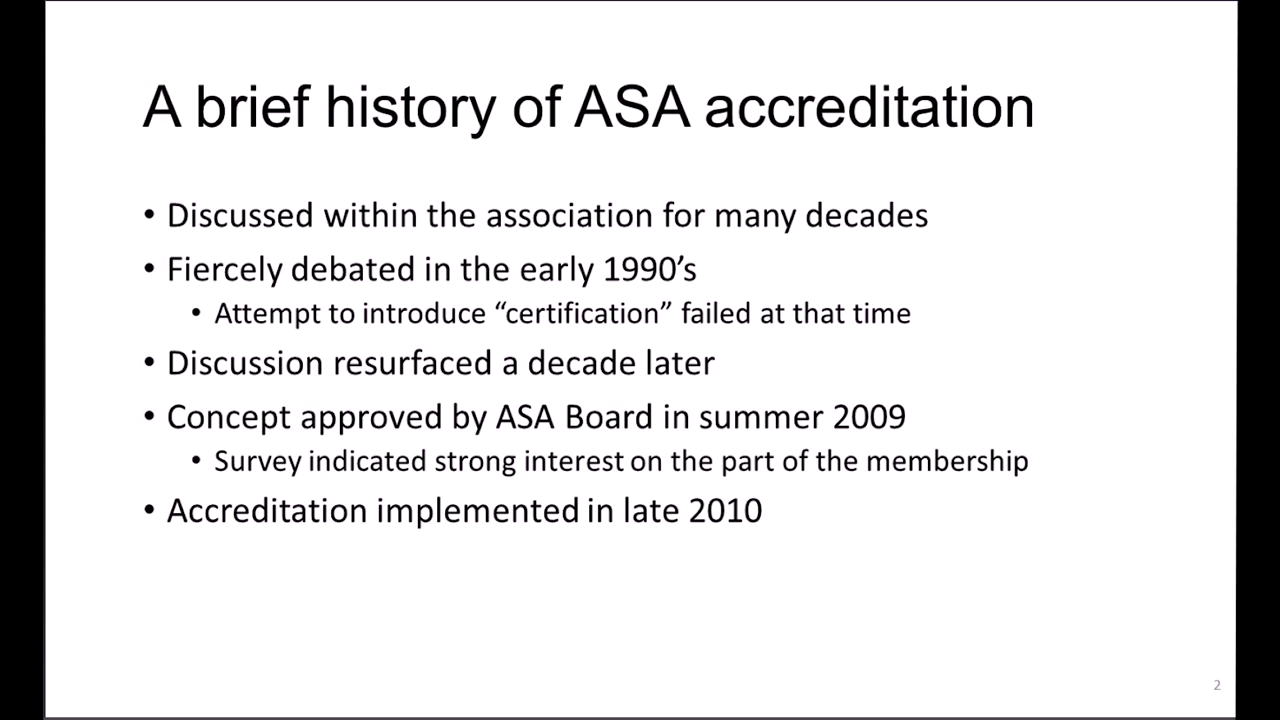 A brief history of ASA accreditation
• Discussed within the association for many decades
• Fiercely debated in the early 1990’s
• Attempt to introduce “certification” failed at that time
• Discussion resurfaced a decade later
• Concept approved by ASA Board in summer 2009
• Survey indicated strong interest on the part of the membership
• Accreditation implemented in late 2010
2